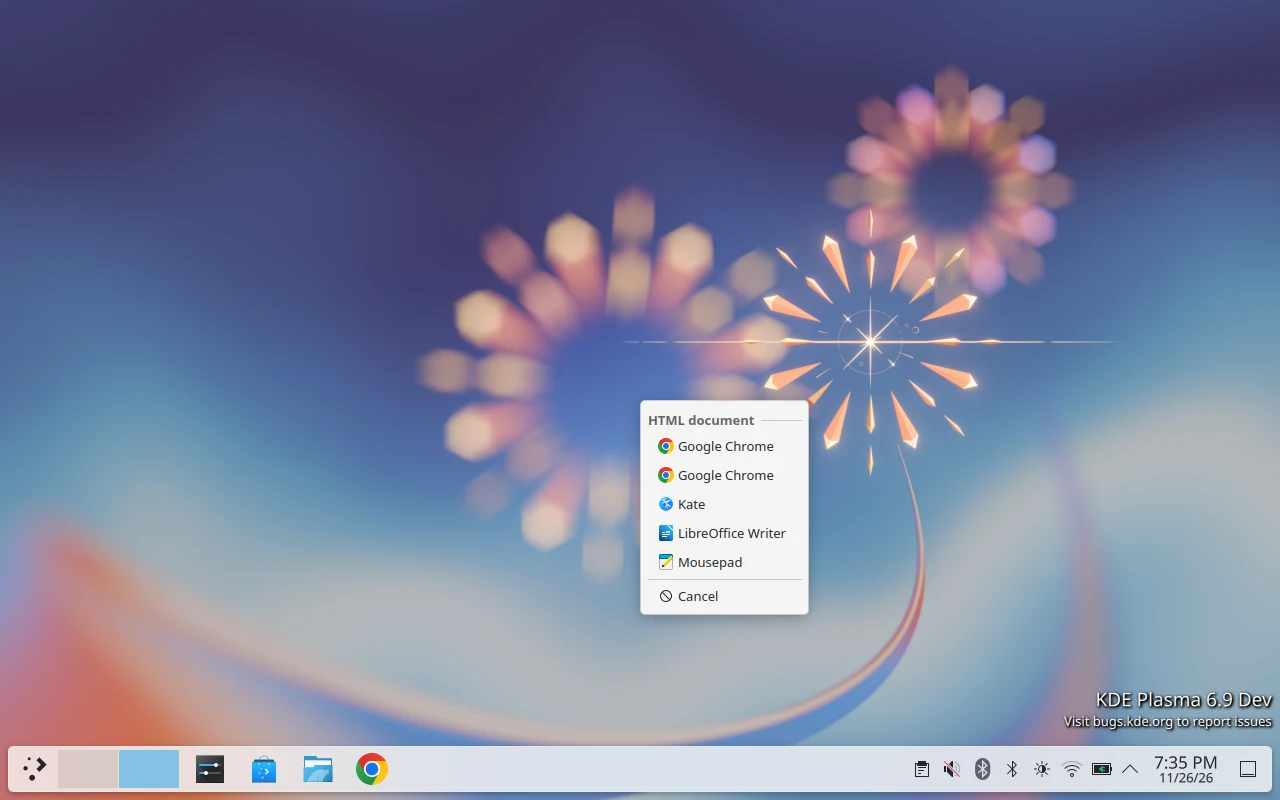 HTML document
Google Chrome
Google Chrome
Kate
LibreOffice Writer
Mousepad
Cancel
KDE Plasma 6.9 Dev
Visit bugs.kde.org to report issues
7:35 PM
11/26/26